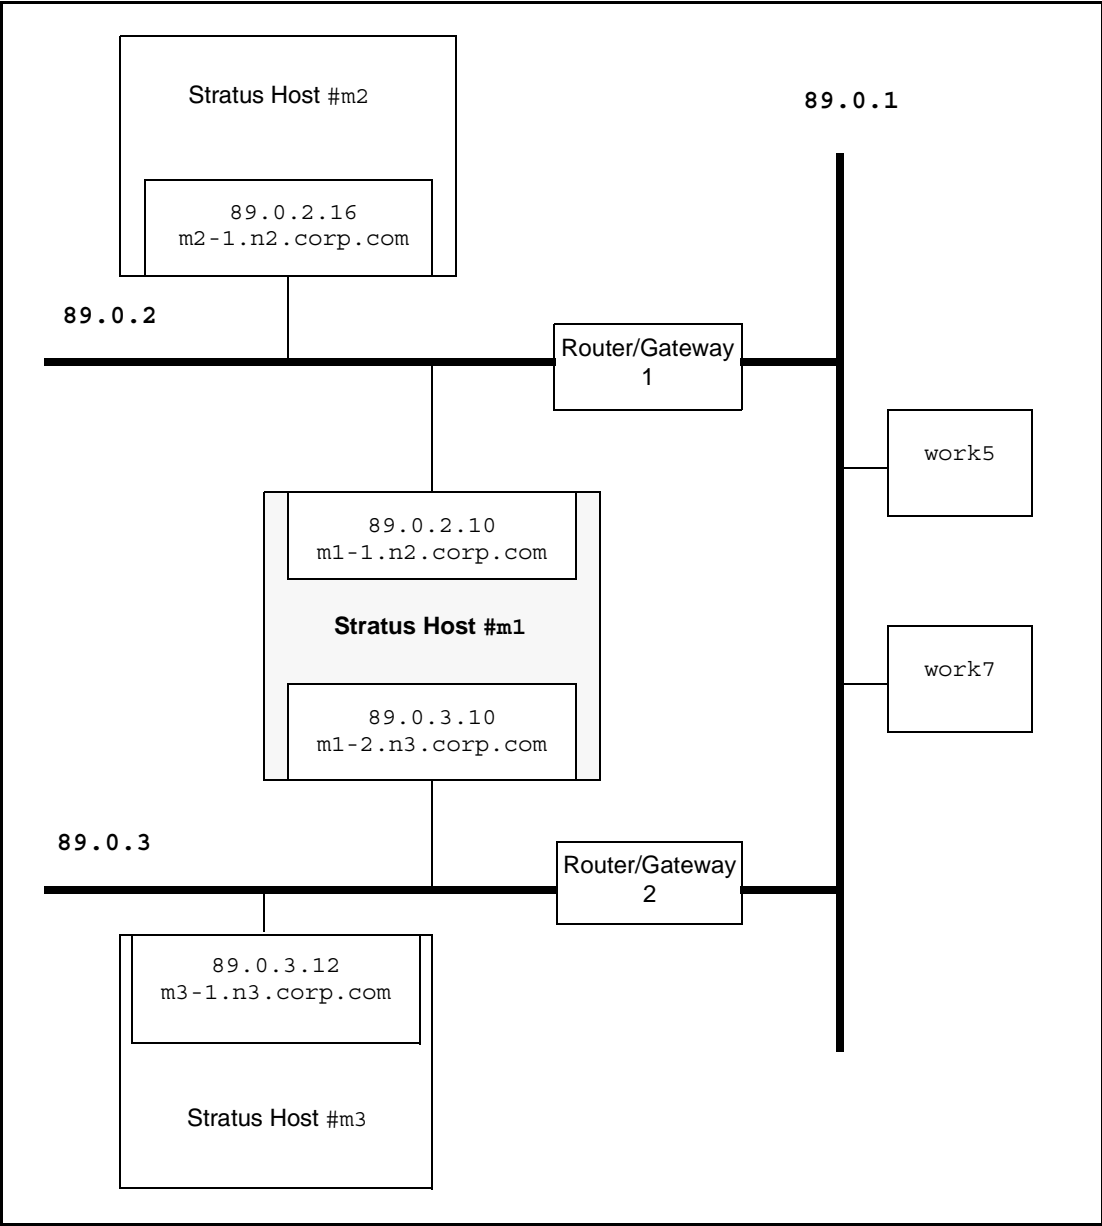 Stratus Host #m2
89.0.1
89.0.2.16
m2-1.n2.corp.com
89.0.2
Router/Gateway
1
work5
89.0.2.10
m1-1.n2.corp.com
Stratus Host #m1
work7
89.0.3.10
m1-2.n3.corp.com
89.0.3
Router/Gateway
2
89.0.3.12
m3-1.n3.corp.com
Stratus Host #m3